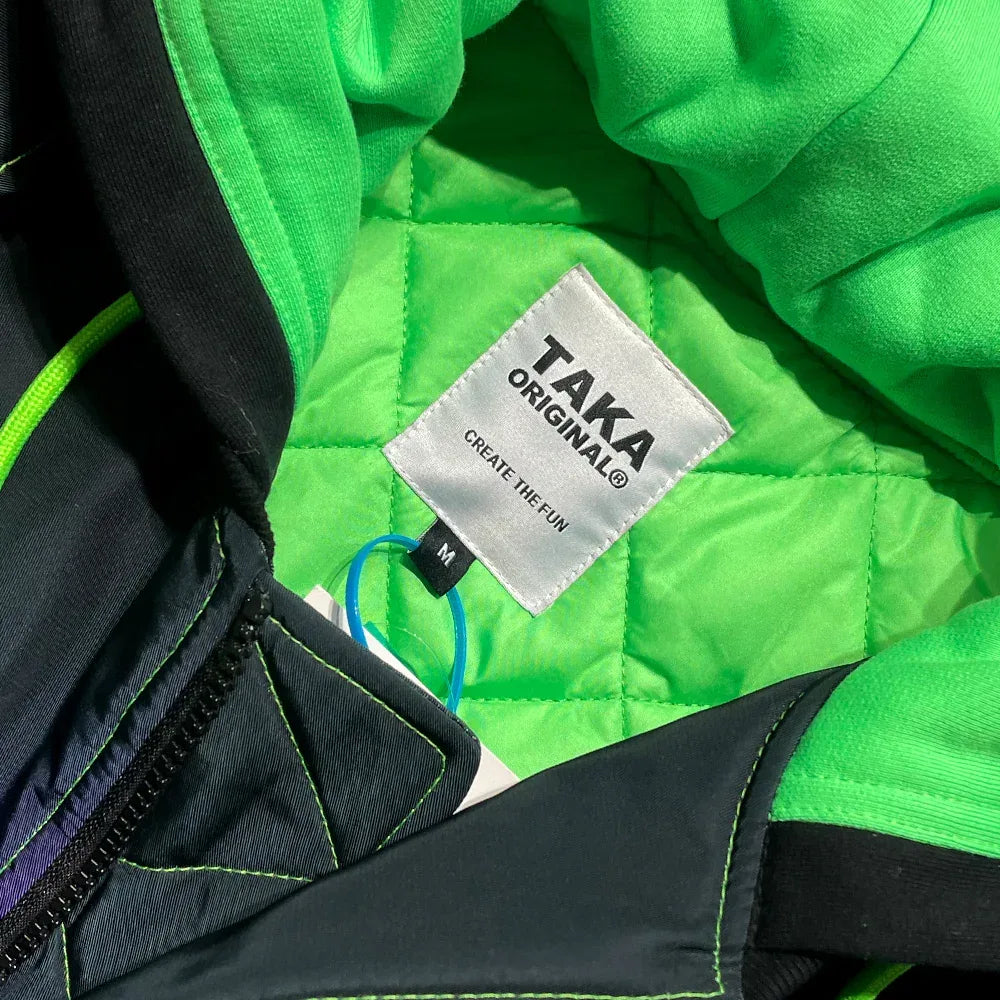 TAKA
ORIGINAL®
CREATE THE FUN
M